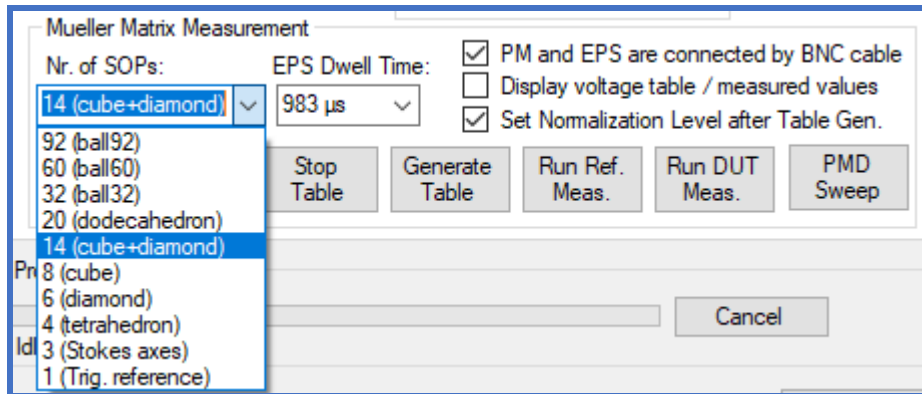 Mueller Matrix Measurement
Nr. of SOPs:
EPS Dwell Time:
14 (cube+diamond)
983 µs
PM and EPS are connected by BNC cable
Display voltage table / measured values
Set Normalization Level after Table Gen.
92 (ball92)
60 (ball60)
32 (ball32)
20 (dodecahedron)
14 (cube+diamond)
8 (cube)
6 (diamond)
4 (tetrahedron)
3 (Stokes axes)
1 (Trig. reference)
Stop
Table
Generate
Table
Run Ref.
Meas.
Run DUT
Meas.
PMD
Sweep
Cancel